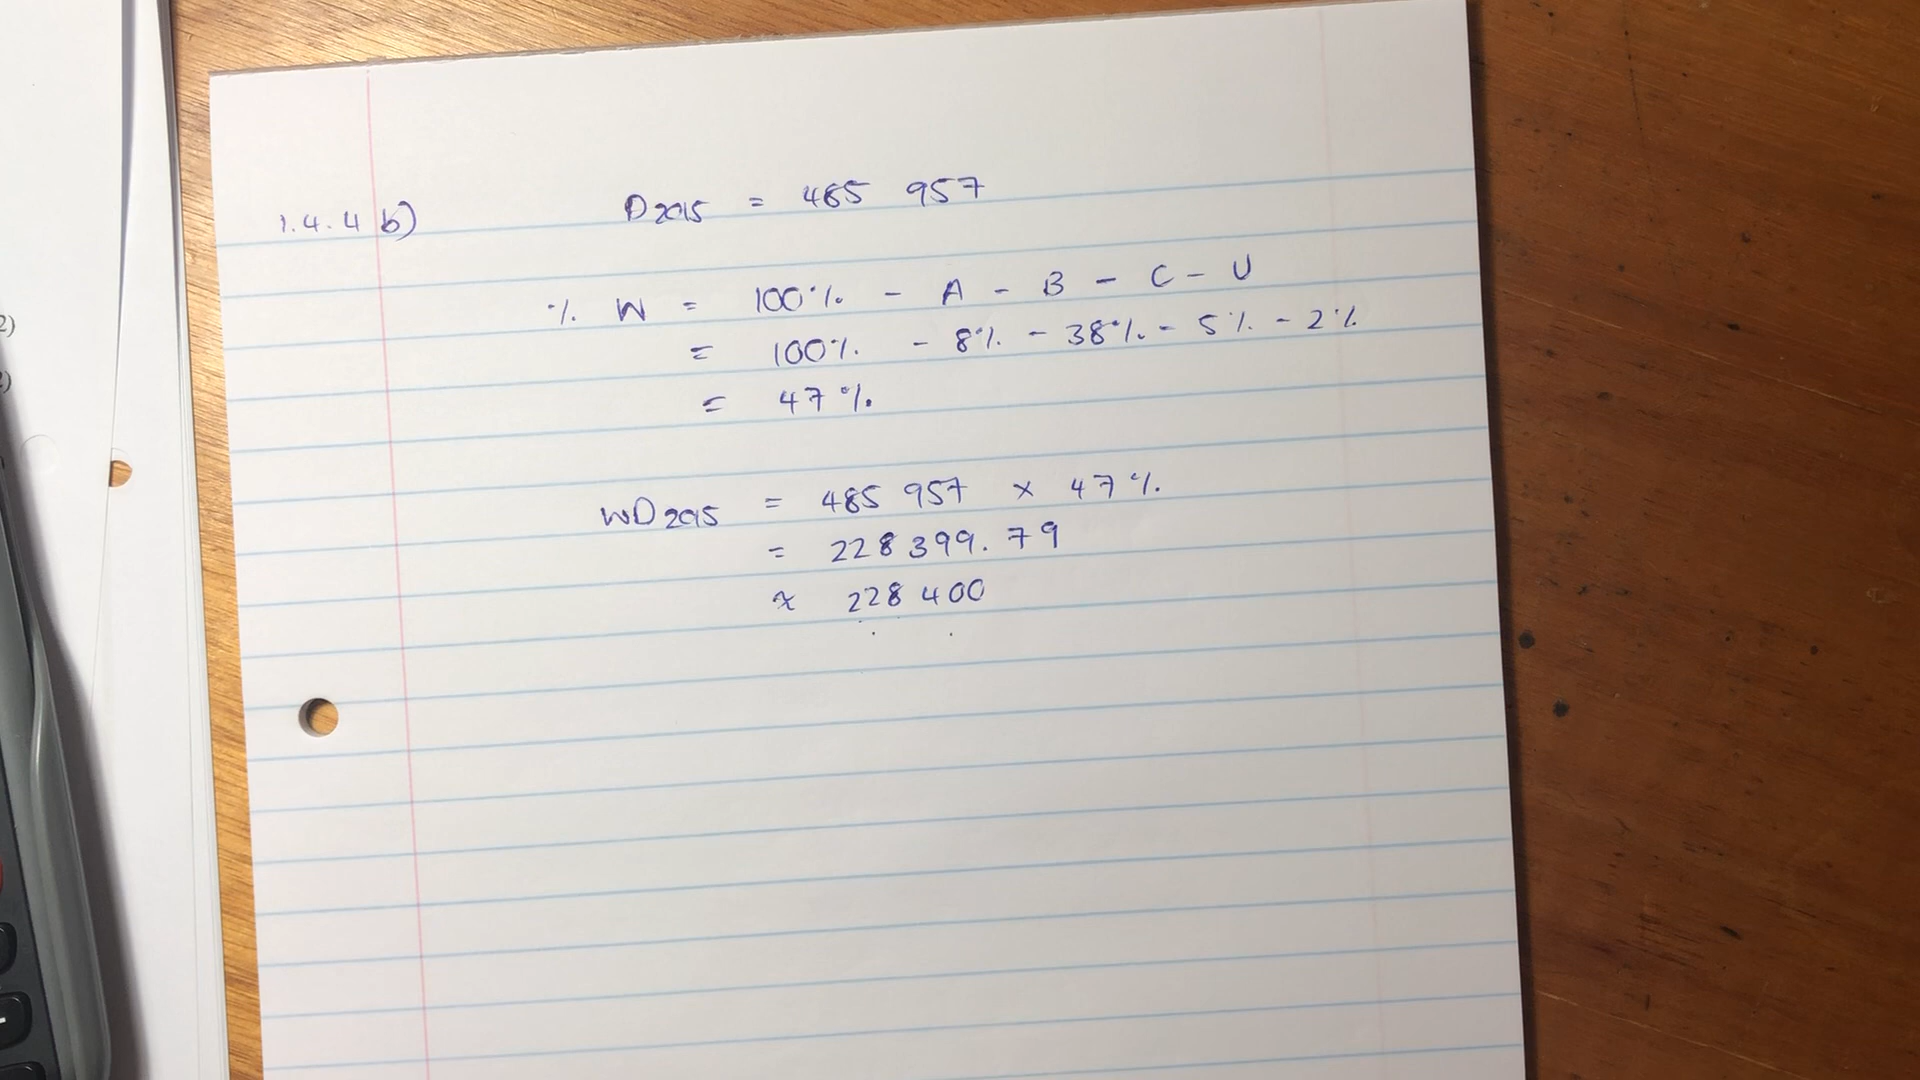 1.4.4 b) D2015 = 485 957
% W = 100% - A - B - C - U
= 100% - 8% - 38% - 5% - 2%
= 47%
WD2015 = 485 957 x 47%
= 228 399.79
≈ 228 400
2)